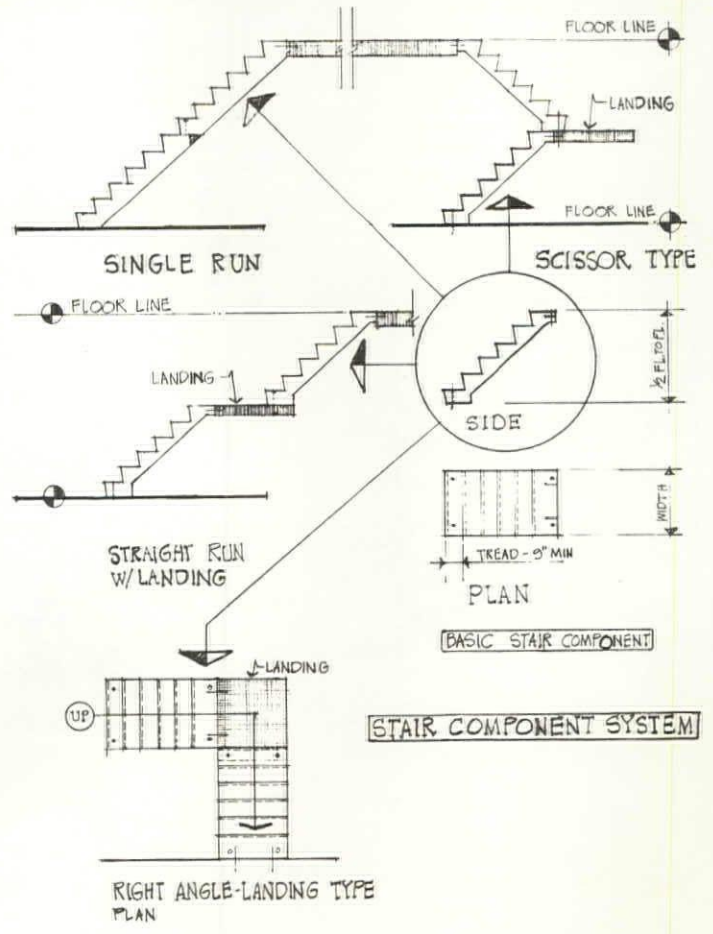 FLOOR LINE
LANDING
FLOOR LINE
SINGLE RUN
SCISSOR TYPE
FLOOR LINE
LANDING
SIDE
½ FL. TO FL.
STRAIGHT RUN
W/ LANDING
WIDTH
TREAD - 9" MIN
PLAN
BASIC STAIR COMPONENT
LANDING
UP
STAIR COMPONENT SYSTEM
RIGHT ANGLE-LANDING TYPE
PLAN